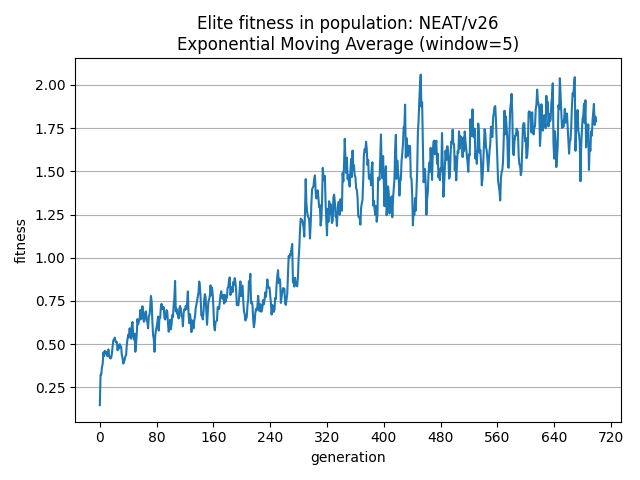 Elite fitness in population: NEAT/v26
Exponential Moving Average (window=5)
2.00
1.75
1.50
1.25
1.00
0.75
0.50
0.25
fitness
0 80 160 240 320 400 480 560 640 720
generation